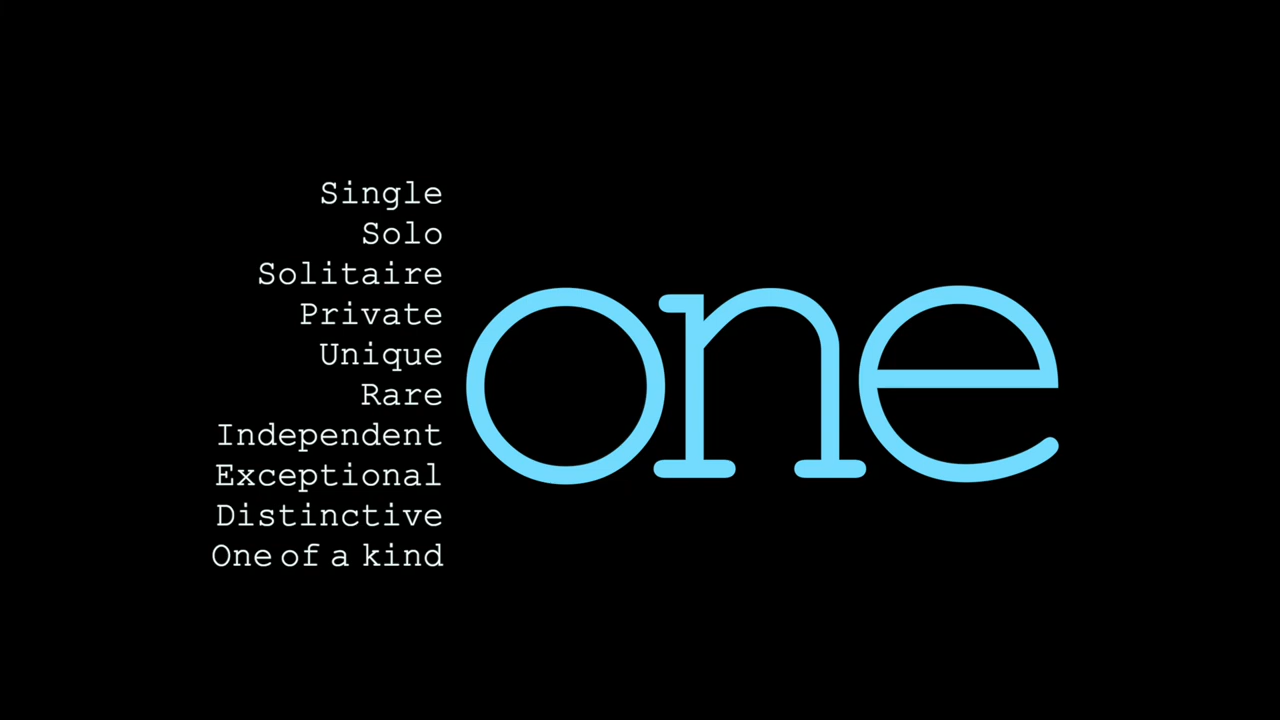 Single
Solo
Solitaire
Private
Unique
Rare
Independent
Exceptional
Distinctive
One of a kind
one